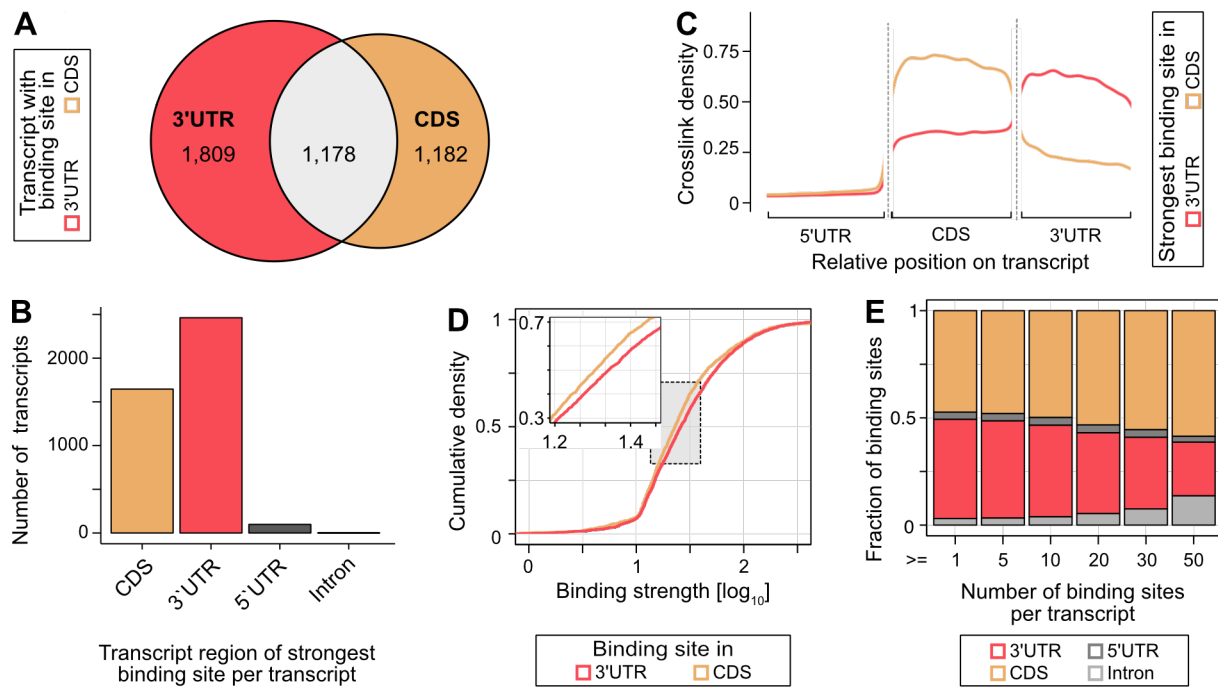 A
Transcript with
binding site in
3'UTR
CDS
3'UTR
1,809
1,178
CDS
1,182
C
Crosslink density
0.75
0.50
0.25
0
5'UTR
CDS
3'UTR
Relative position on transcript
Strongest binding site in
3'UTR
CDS
B
Number of transcripts
2000
1000
0
CDS
3`UTR
5`UTR
Intron
Transcript region of strongest
binding site per transcript
D
Cumulative density
1
0.5
0
0.7
0.3
1.2
1.4
0
1
2
Binding strength [log10]
Binding site in
3'UTR
CDS
E
Fraction of binding sites
1
0.5
0
>=
1
5
10
20
30
50
Number of binding sites
per transcript
3'UTR
5'UTR
CDS
Intron